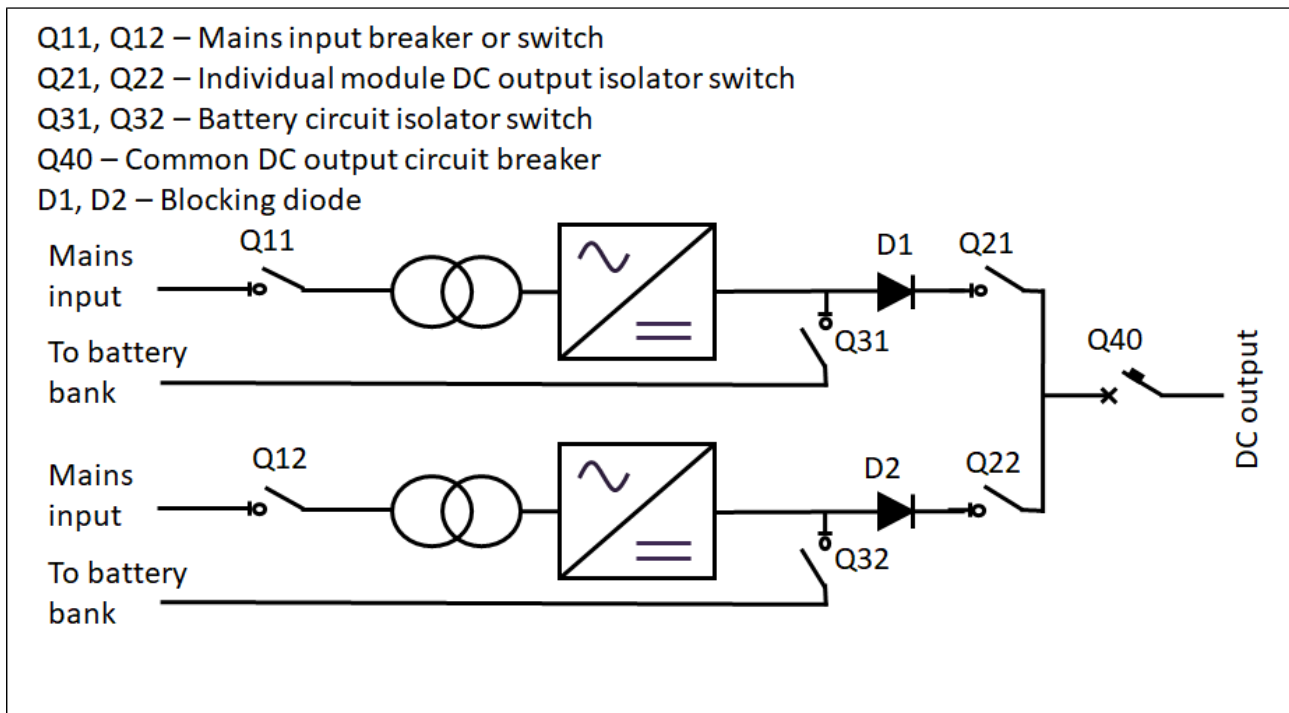 Q11, Q12 – Mains input breaker or switch
Q21, Q22 – Individual module DC output isolator switch
Q31, Q32 – Battery circuit isolator switch
Q40 – Common DC output circuit breaker
D1, D2 – Blocking diode
Mains
input
Q11
D1
Q21
To battery
bank
Q31
Q40
DC output
Mains
input
Q12
D2
Q22
To battery
bank
Q32